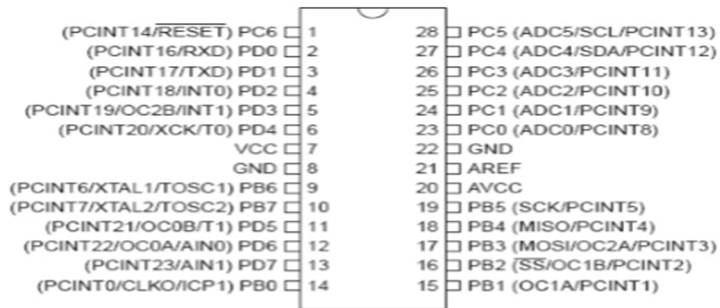 (PCINT14/RESET) PC6 1 28 PC5 (ADC5/SCL/PCINT13)
(PCINT16/RXD) PD0 2 27 PC4 (ADC4/SDA/PCINT12)
(PCINT17/TXD) PD1 3 26 PC3 (ADC3/PCINT11)
(PCINT18/INT0) PD2 4 25 PC2 (ADC2/PCINT10)
(PCINT19/OC2B/INT1) PD3 5 24 PC1 (ADC1/PCINT9)
(PCINT20/XCK/T0) PD4 6 23 PC0 (ADC0/PCINT8)
VCC 7 22 GND
GND 8 21 AREF
(PCINT6/XTAL1/TOSC1) PB6 9 20 AVCC
(PCINT7/XTAL2/TOSC2) PB7 10 19 PB5 (SCK/PCINT5)
(PCINT21/OC0B/T1) PD5 11 18 PB4 (MISO/PCINT4)
(PCINT22/OC0A/AIN0) PD6 12 17 PB3 (MOSI/OC2A/PCINT3)
(PCINT23/AIN1) PD7 13 16 PB2 (SS/OC1B/PCINT2)
(PCINT0/CLKO/ICP1) PB0 14 15 PB1 (OC1A/PCINT1)